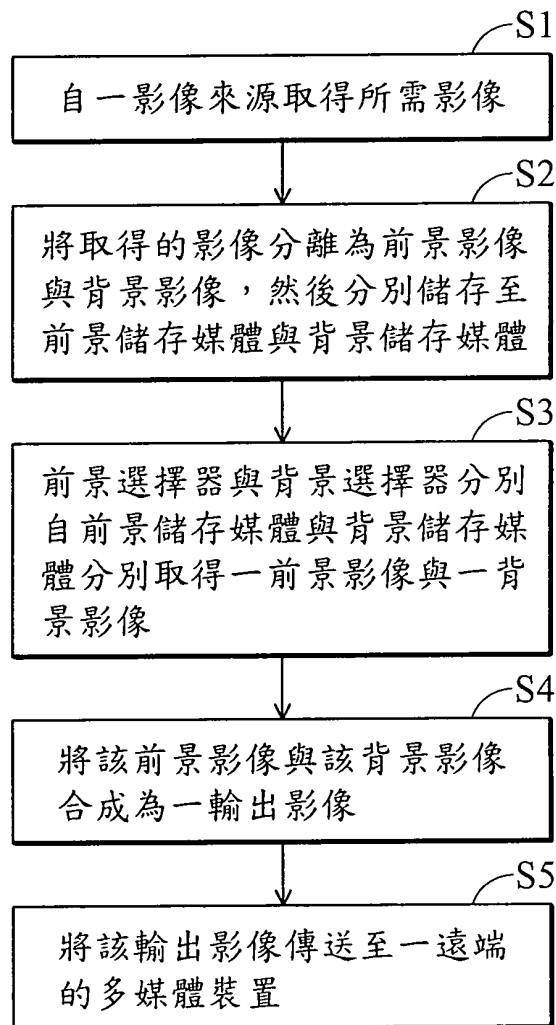 S1
自一影像來源取得所需影像
S2
將取得的影像分離為前景影像
與背景影像，然後分別儲存至
前景儲存媒體與背景儲存媒體
S3
前景選擇器與背景選擇器分別
自前景儲存媒體與背景儲存媒
體分別取得一前景影像與一背
景影像
S4
將該前景影像與該背景影像
合成為一輸出影像
S5
將該輸出影像傳送至一遠端
的多媒體裝置